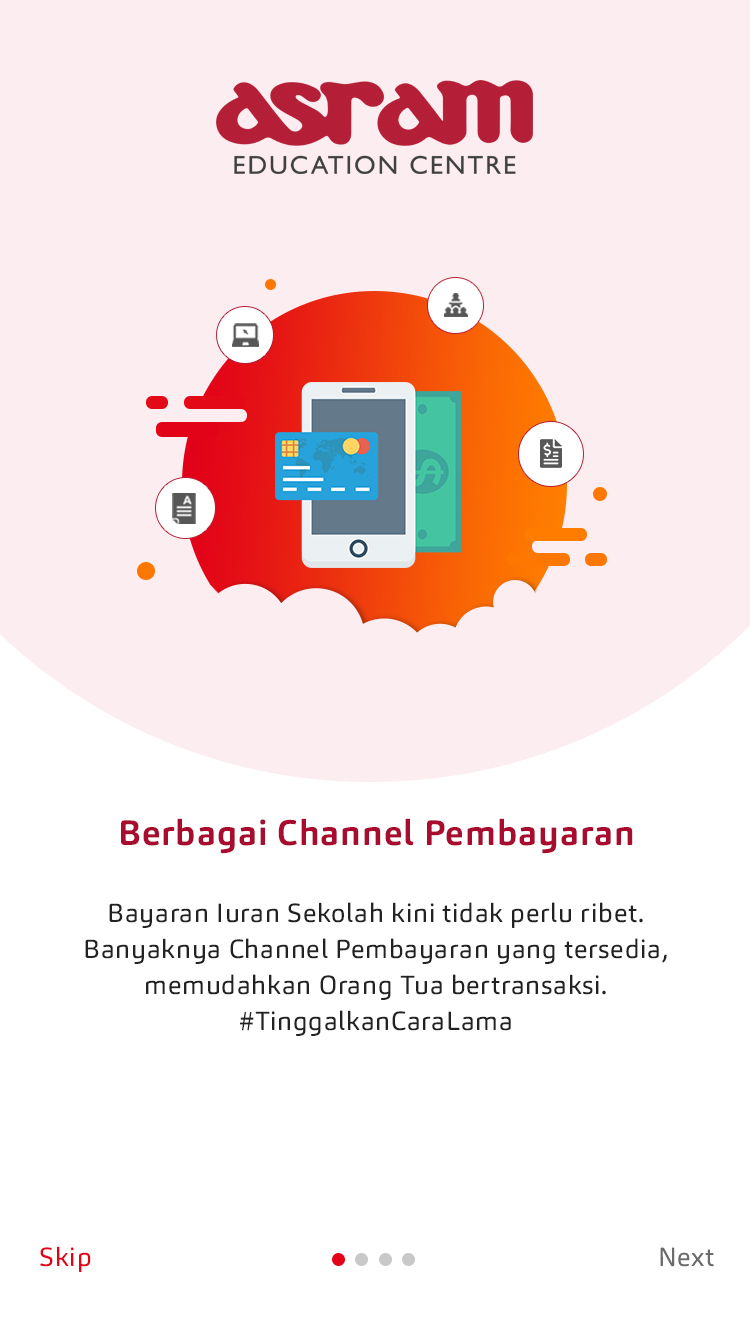 asram
EDUCATION CENTRE
A
$
Berbagai Channel Pembayaran
Bayaran Iuran Sekolah kini tidak perlu ribet.
Banyaknya Channel Pembayaran yang tersedia,
memudahkan Orang Tua bertransaksi.
#TinggalkanCaraLama
Skip
Next